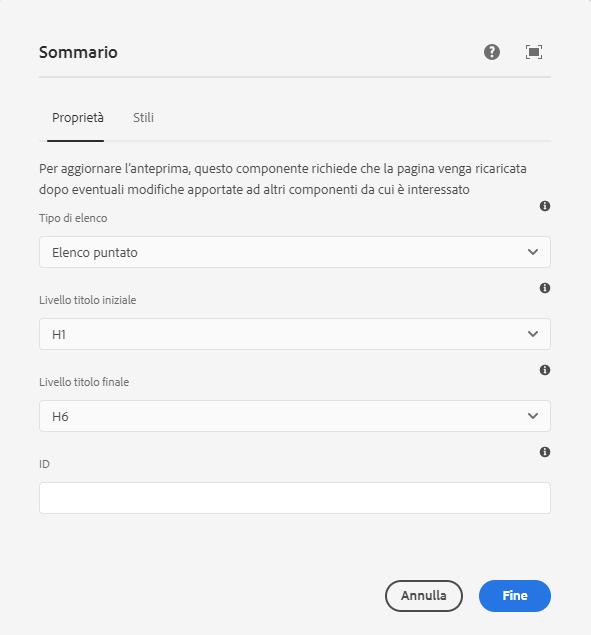 Sommario
Proprietà
Stili
Per aggiornare l'anteprima, questo componente richiede che la pagina venga ricaricata
dopo eventuali modifiche apportate ad altri componenti da cui è interessato
Tipo di elenco
Elenco puntato
Livello titolo iniziale
H1
Livello titolo finale
H6
ID
Annulla
Fine